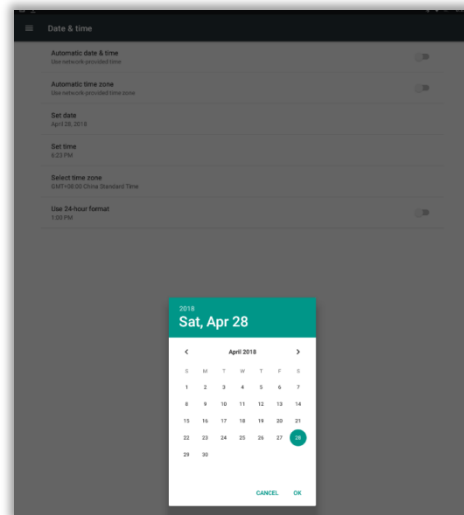 Date & time
Automatic date & time
Use network-provided time
Automatic time zone
Use network-provided time zone
Set date
April 28, 2018
Set time
6:23 PM
Select time zone
GMT+08:00 China Standard Time
Use 24-hour format
1:00 PM
2018
Sat, Apr 28
April 2018
S M T W T F S
1 2 3 4 5 6 7
8 9 10 11 12 13 14
15 16 17 18 19 20 21
22 23 24 25 26 27 28
29 30
CANCEL OK